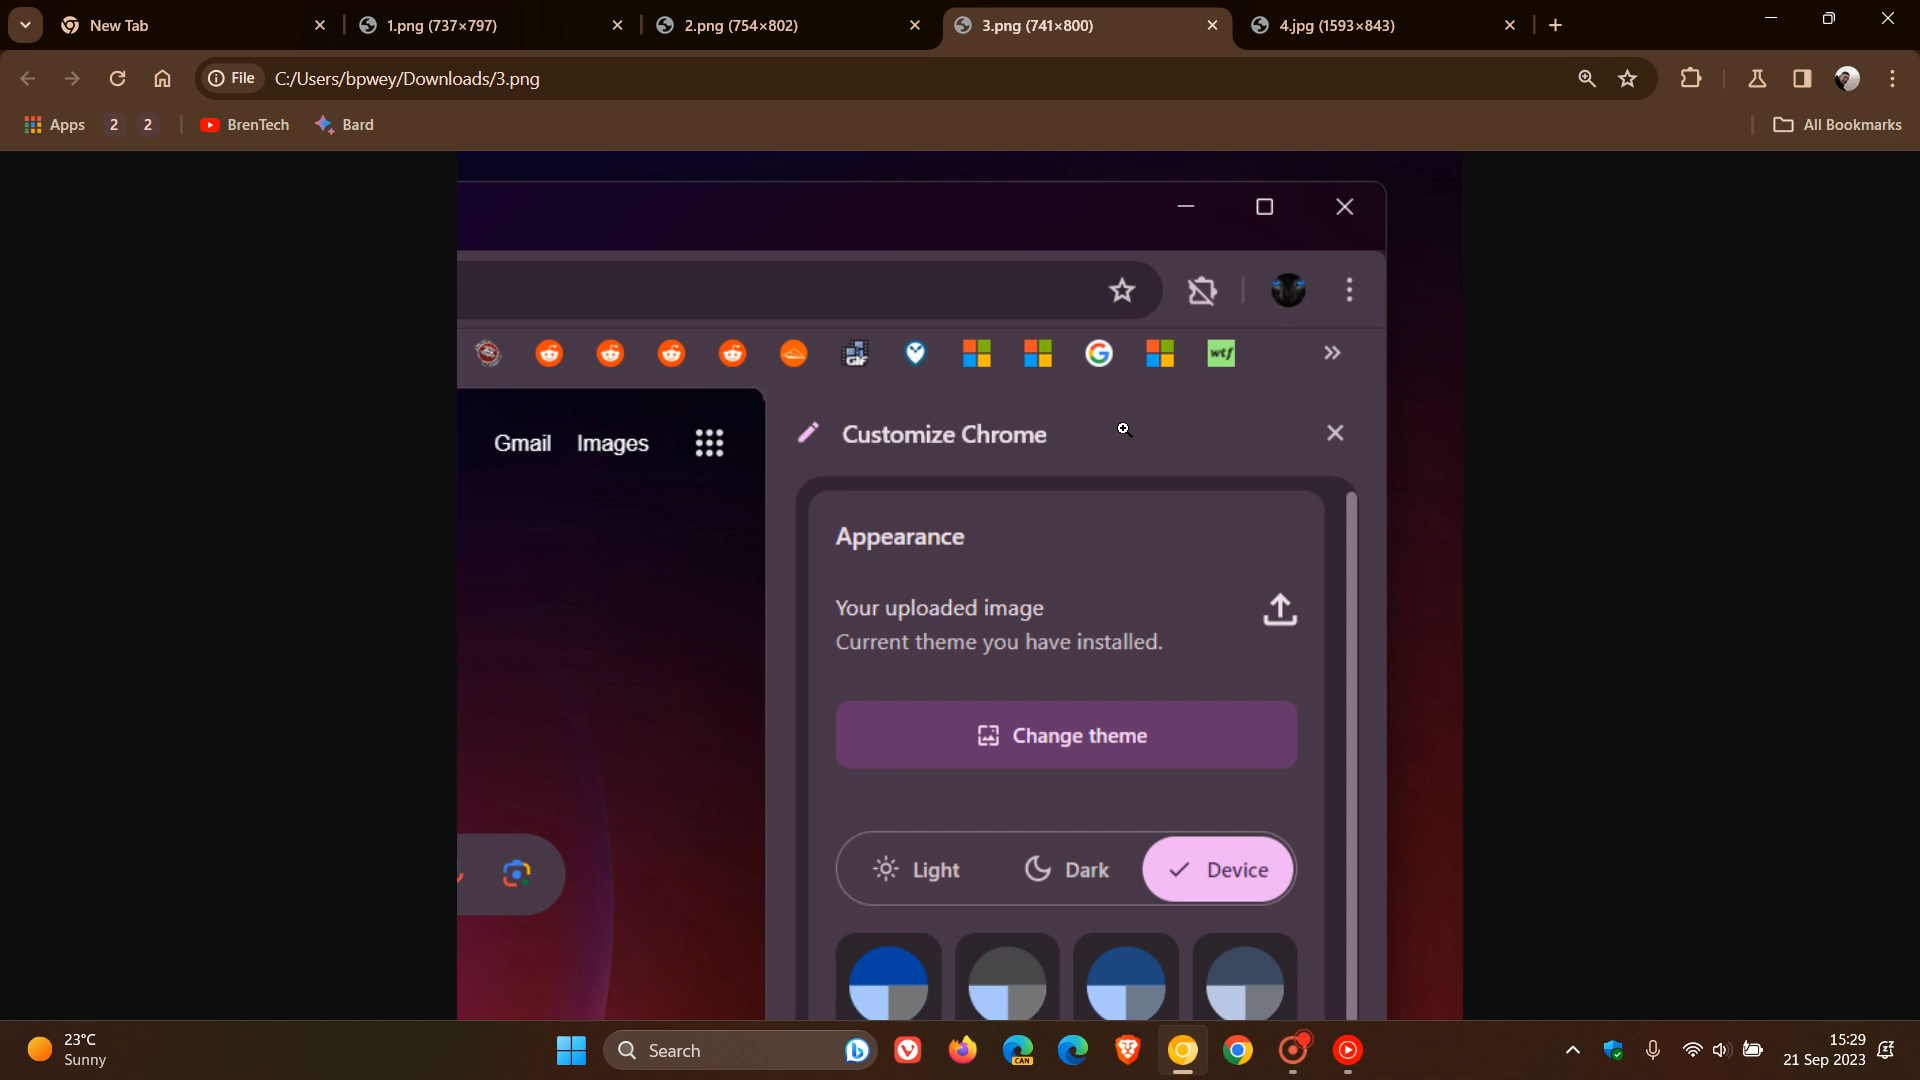 New Tab
1.png (737×797)
2.png (754×802)
3.png (741×800)
4.jpg (1593×843)
File
C:/Users/bpwey/Downloads/3.png
Apps
2
2
BrenTech
Bard
All Bookmarks
wtf
GIF
Customize Chrome
Gmail
Images
Appearance
Your uploaded image
Current theme you have installed.
Change theme
Light
Dark
Device
23°C
Sunny
Search
CAN
15:29
21 Sep 2023